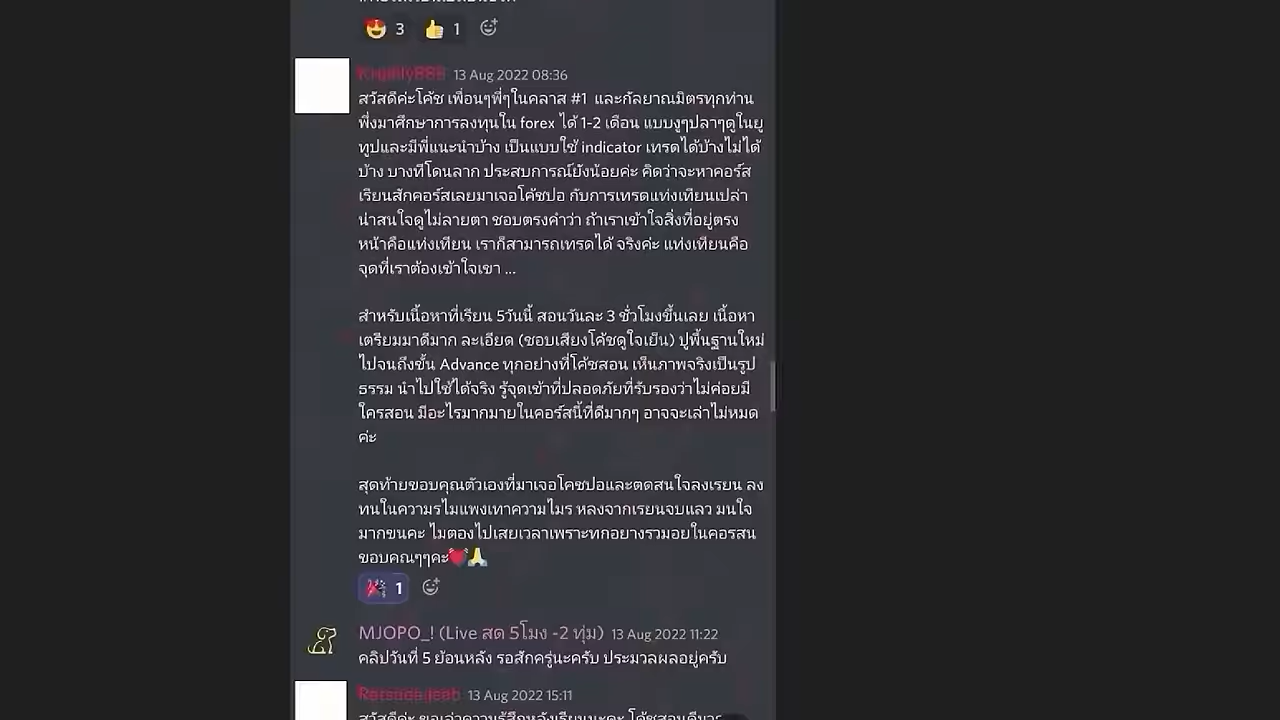 3 1
13 Aug 2022 08:36
สวัสดีค่ะโค้ช เพื่อนๆพี่ๆในคลาส #1 และกัลยาณมิตรทุกท่าน
พึ่งมาศึกษาการลงทุนใน forex ได้ 1-2 เดือน แบบงูๆปลาๆดูในยู
ทูปและมีพี่แนะนำบ้าง เป็นแบบใช้ indicator เทรดได้บ้างไม่ได้
บ้าง บางทีโดนลาก ประสบการณ์ยังน้อยค่ะ คิดว่าจะหาคอร์ส
เรียนสักคอร์สเลยมาเจอโค้ชปอ กับการเทรดแท่งเทียนเปล่า
น่าสนใจดูไม่ลายตา ชอบตรงคำว่า ถ้าเราเข้าใจสิ่งที่อยู่ตรง
หน้าคือแท่งเทียน เราก็สามารถเทรดได้ จริงค่ะ แท่งเทียนคือ
จุดที่เราต้องเข้าใจเขา ...
สำหรับเนื้อหาที่เรียน 5วันนี้ สอนวันละ 3 ชั่วโมงขึ้นเลย เนื้อหา
เตรียมมาดีมาก ละเอียด (ชอบเสียงโค้ชดูใจเย็น) ปูพื้นฐานใหม่
ไปจนถึงขั้น Advance ทุกอย่างที่โค้ชสอน เห็นภาพจริงเป็นรูป
ธรรม นำไปใช้ได้จริง รู้จุดเข้าที่ปลอดภัยที่รับรองว่าไม่ค่อยมี
ใครสอน มีอะไรมากมายในคอร์สนี้ที่ดีมากๆ อาจจะเล่าไม่หมด
ค่ะ
สุดท้ายขอบคุณตัวเองที่มาเจอโคชปอและตดสนใจลงเรียน ลง
ทนในความรไมแพงเทาความไมร หลงจากเรยนจบแลว มนใจ
มากขนคะ ไมตองไปเสยเวลาเพราะทกอยางรวมอยในคอรสน
ขอบคณๆๆคะ
1
MJOPO_! (Live สด 5โมง -2 ทุ่ม) 13 Aug 2022 11:22
คลิปวันที่ 5 ย้อนหลัง รอสักครู่นะครับ ประมวลผลอยู่ครับ
13 Aug 2022 15:11